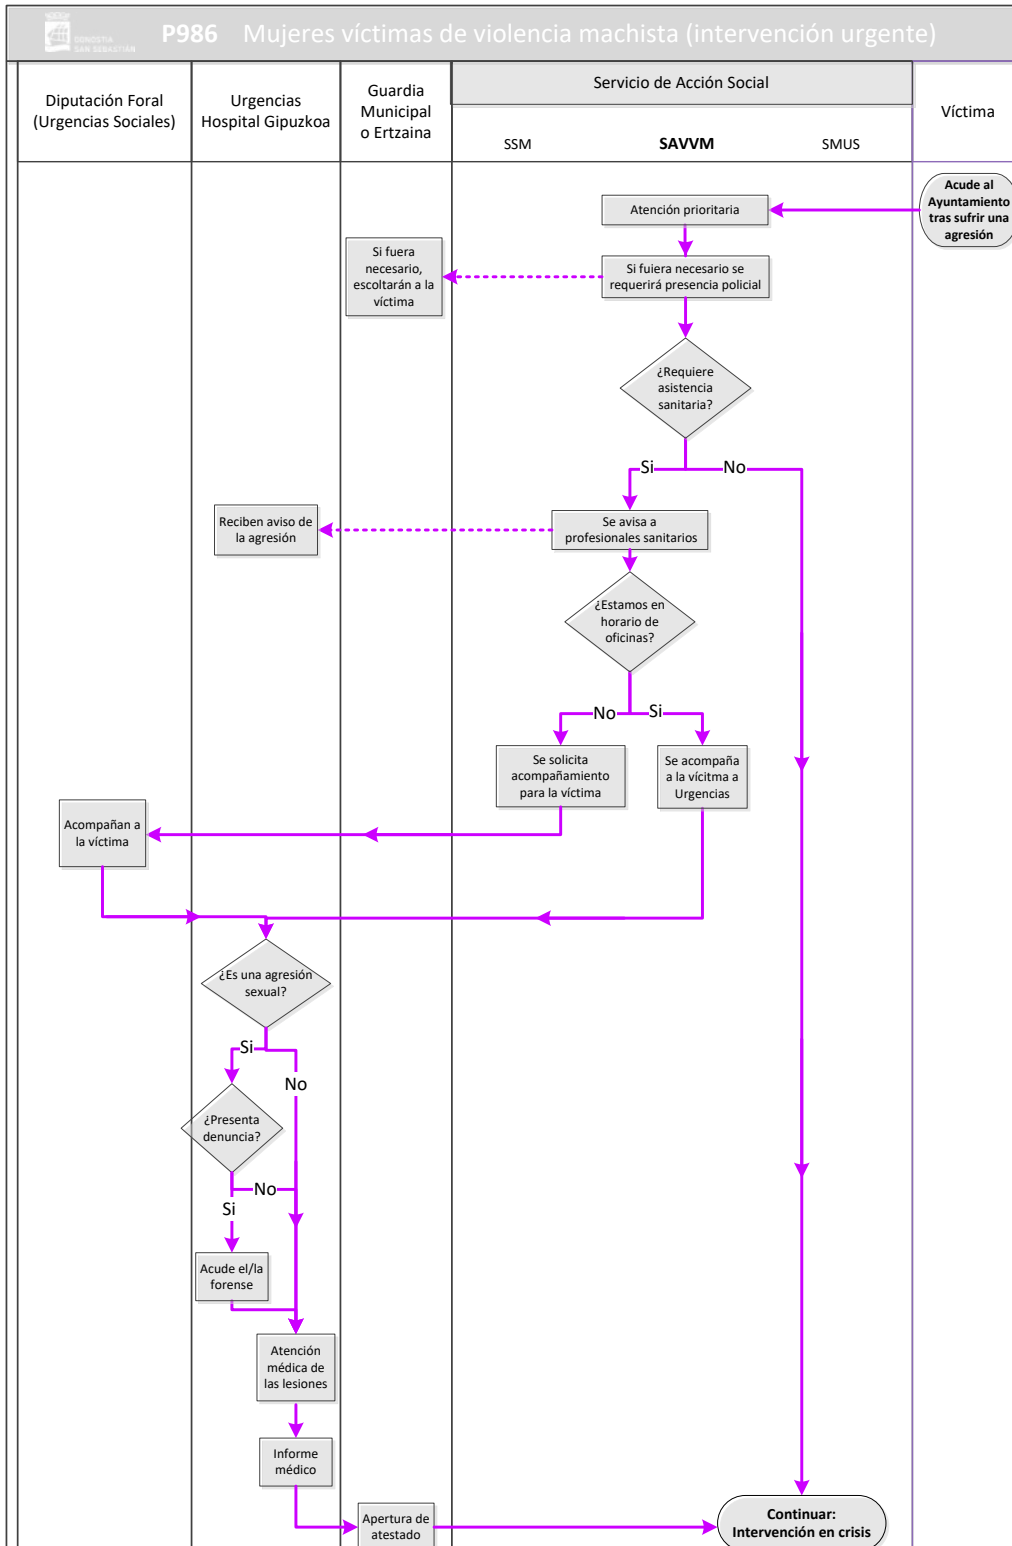 DONOSTIA
SAN SEBASTIÁN
P986 Mujeres víctimas de violencia machista (intervención urgente)
Diputación Foral
(Urgencias Sociales)
Urgencias
Hospital Gipuzkoa
Guardia
Municipal
o Ertzaina
Servicio de Acción Social
SSM
SAVVM
SMUS
Víctima
Acude al
Ayuntamiento
tras sufrir una
agresión
Atención prioritaria
Si fuera
necesario,
escoltarán a la
víctima
Si fuiera necesario se
requerirá presencia policial
¿Requiere
asistencia
sanitaria?
Si
No
Reciben aviso de
la agresión
Se avisa a
profesionales sanitarios
¿Estamos en
horario de
oficinas?
No
Si
Se solicita
acompañamiento
para la víctima
Se acompaña
a la vícitma a
Urgencias
Acompañan a
la víctima
¿Es una agresión
sexual?
Si
No
¿Presenta
denuncia?
No
Si
Acude el/la
forense
Atención
médica de
las lesiones
Informe
médico
Apertura de
atestado
Continuar:
Intervención en crisis